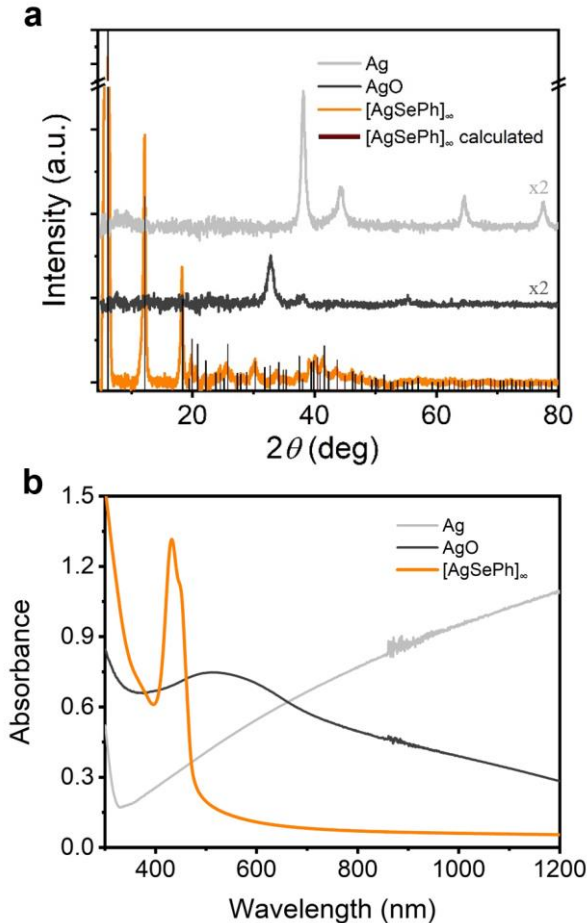 a
Intensity (a.u.)
Ag
AgO
[AgSePh]∞
[AgSePh]∞ calculated
x2
x2
20 40 60 80
2θ (deg)
b
Absorbance
1.5
1.2
0.9
0.6
0.3
0.0
Ag
AgO
[AgSePh]∞
400 600 800 1000 1200
Wavelength (nm)